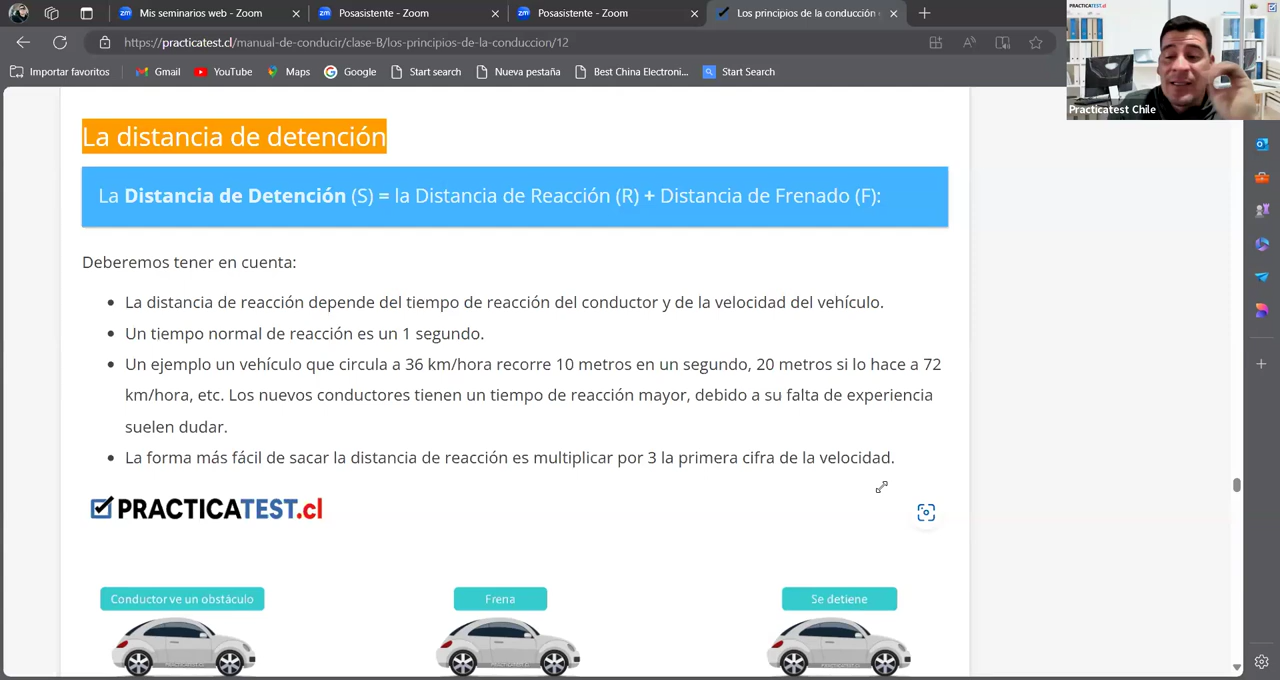 Mis seminarios web - Zoom
Posasistente - Zoom
Posasistente - Zoom
Los principios de la conducción
https://practicatest.cl/manual-de-conducir/clase-B/los-principios-de-la-conduccion/12
Importar favoritos
Gmail
YouTube
Maps
Google
Start search
Nueva pestaña
Best China Electroni...
Start Search
PRACTICATEST.cl
Practicatest Chile
La distancia de detención
La Distancia de Detención (S) = la Distancia de Reacción (R) + Distancia de Frenado (F):
Deberemos tener en cuenta:
La distancia de reacción depende del tiempo de reacción del conductor y de la velocidad del vehículo.
Un tiempo normal de reacción es un 1 segundo.
Un ejemplo un vehículo que circula a 36 km/hora recorre 10 metros en un segundo, 20 metros si lo hace a 72
km/hora, etc. Los nuevos conductores tienen un tiempo de reacción mayor, debido a su falta de experiencia
suelen dudar.
La forma más fácil de sacar la distancia de reacción es multiplicar por 3 la primera cifra de la velocidad.
PRACTICATEST.cl
Conductor ve un obstáculo
Frena
Se detiene